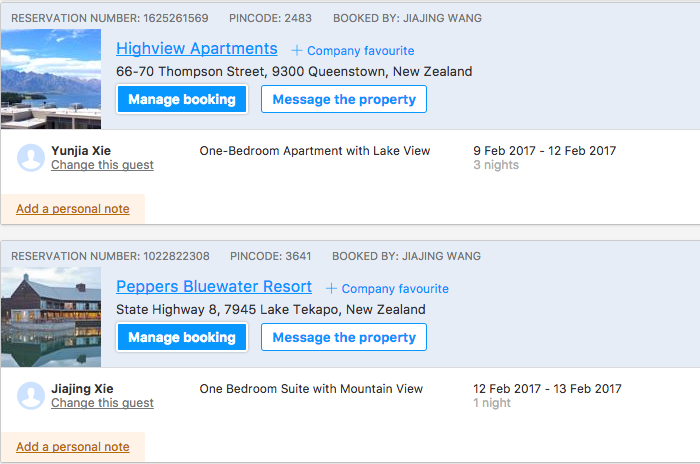 RESERVATION NUMBER: 1625261569 PINCODE: 2483 BOOKED BY: JIAJING WANG
Highview Apartments + Company favourite
66-70 Thompson Street, 9300 Queenstown, New Zealand
Manage booking Message the property
Yunjia Xie One-Bedroom Apartment with Lake View 9 Feb 2017 - 12 Feb 2017
Change this guest 3 nights
Add a personal note
RESERVATION NUMBER: 1022822308 PINCODE: 3641 BOOKED BY: JIAJING WANG
Peppers Bluewater Resort + Company favourite
State Highway 8, 7945 Lake Tekapo, New Zealand
Manage booking Message the property
Jiajing Xie One Bedroom Suite with Mountain View 12 Feb 2017 - 13 Feb 2017
Change this guest 1 night
Add a personal note